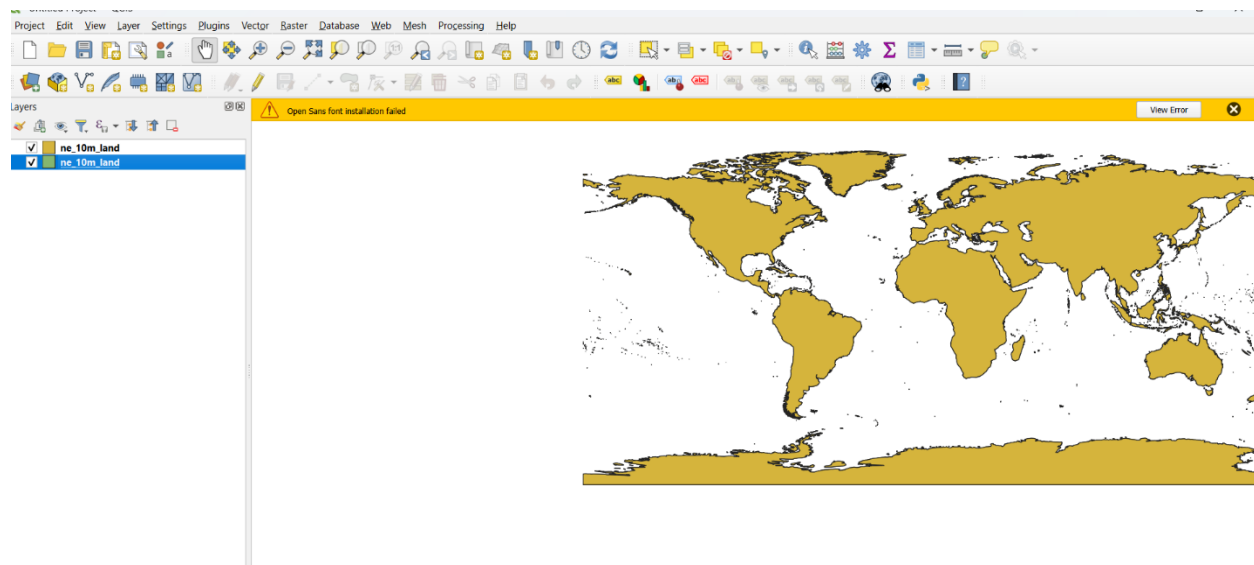 Project Edit View Layer Settings Plugins Vector Raster Database Web Mesh Processing Help
Layers
Open Sans font installation failed
View Error
ne_10m_land
ne_10m_land